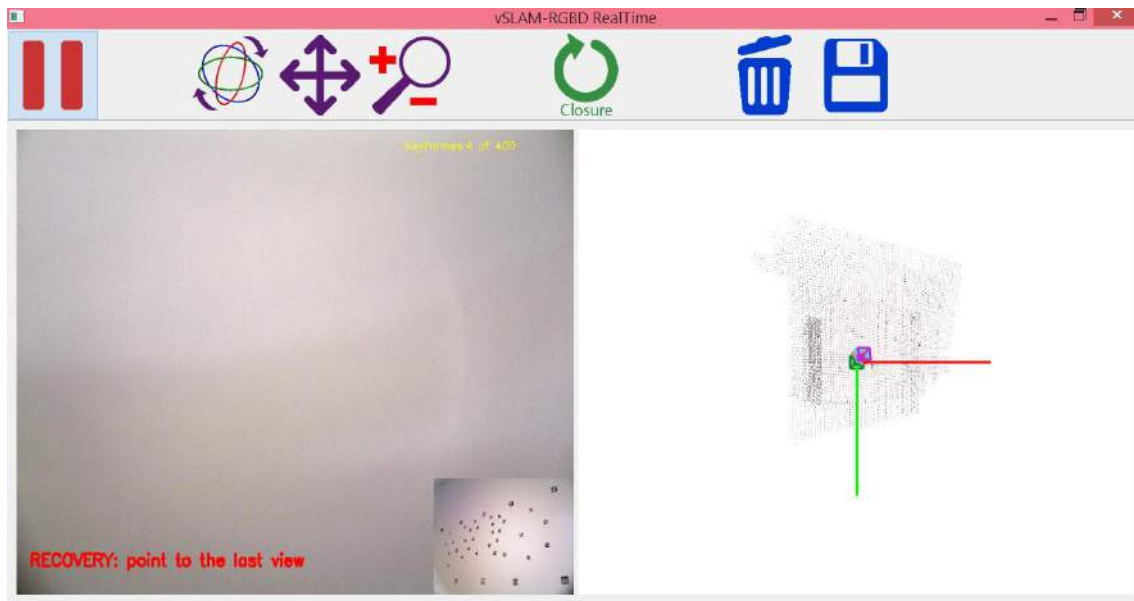 vSLAM-RGBD RealTime
Closure
Keyframes 4 of 400
RECOVERY: point to the last view